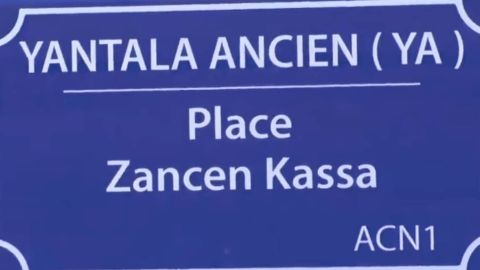 YANTALA ANCIEN ( YA )
Place
Zancen Kassa
ACN1